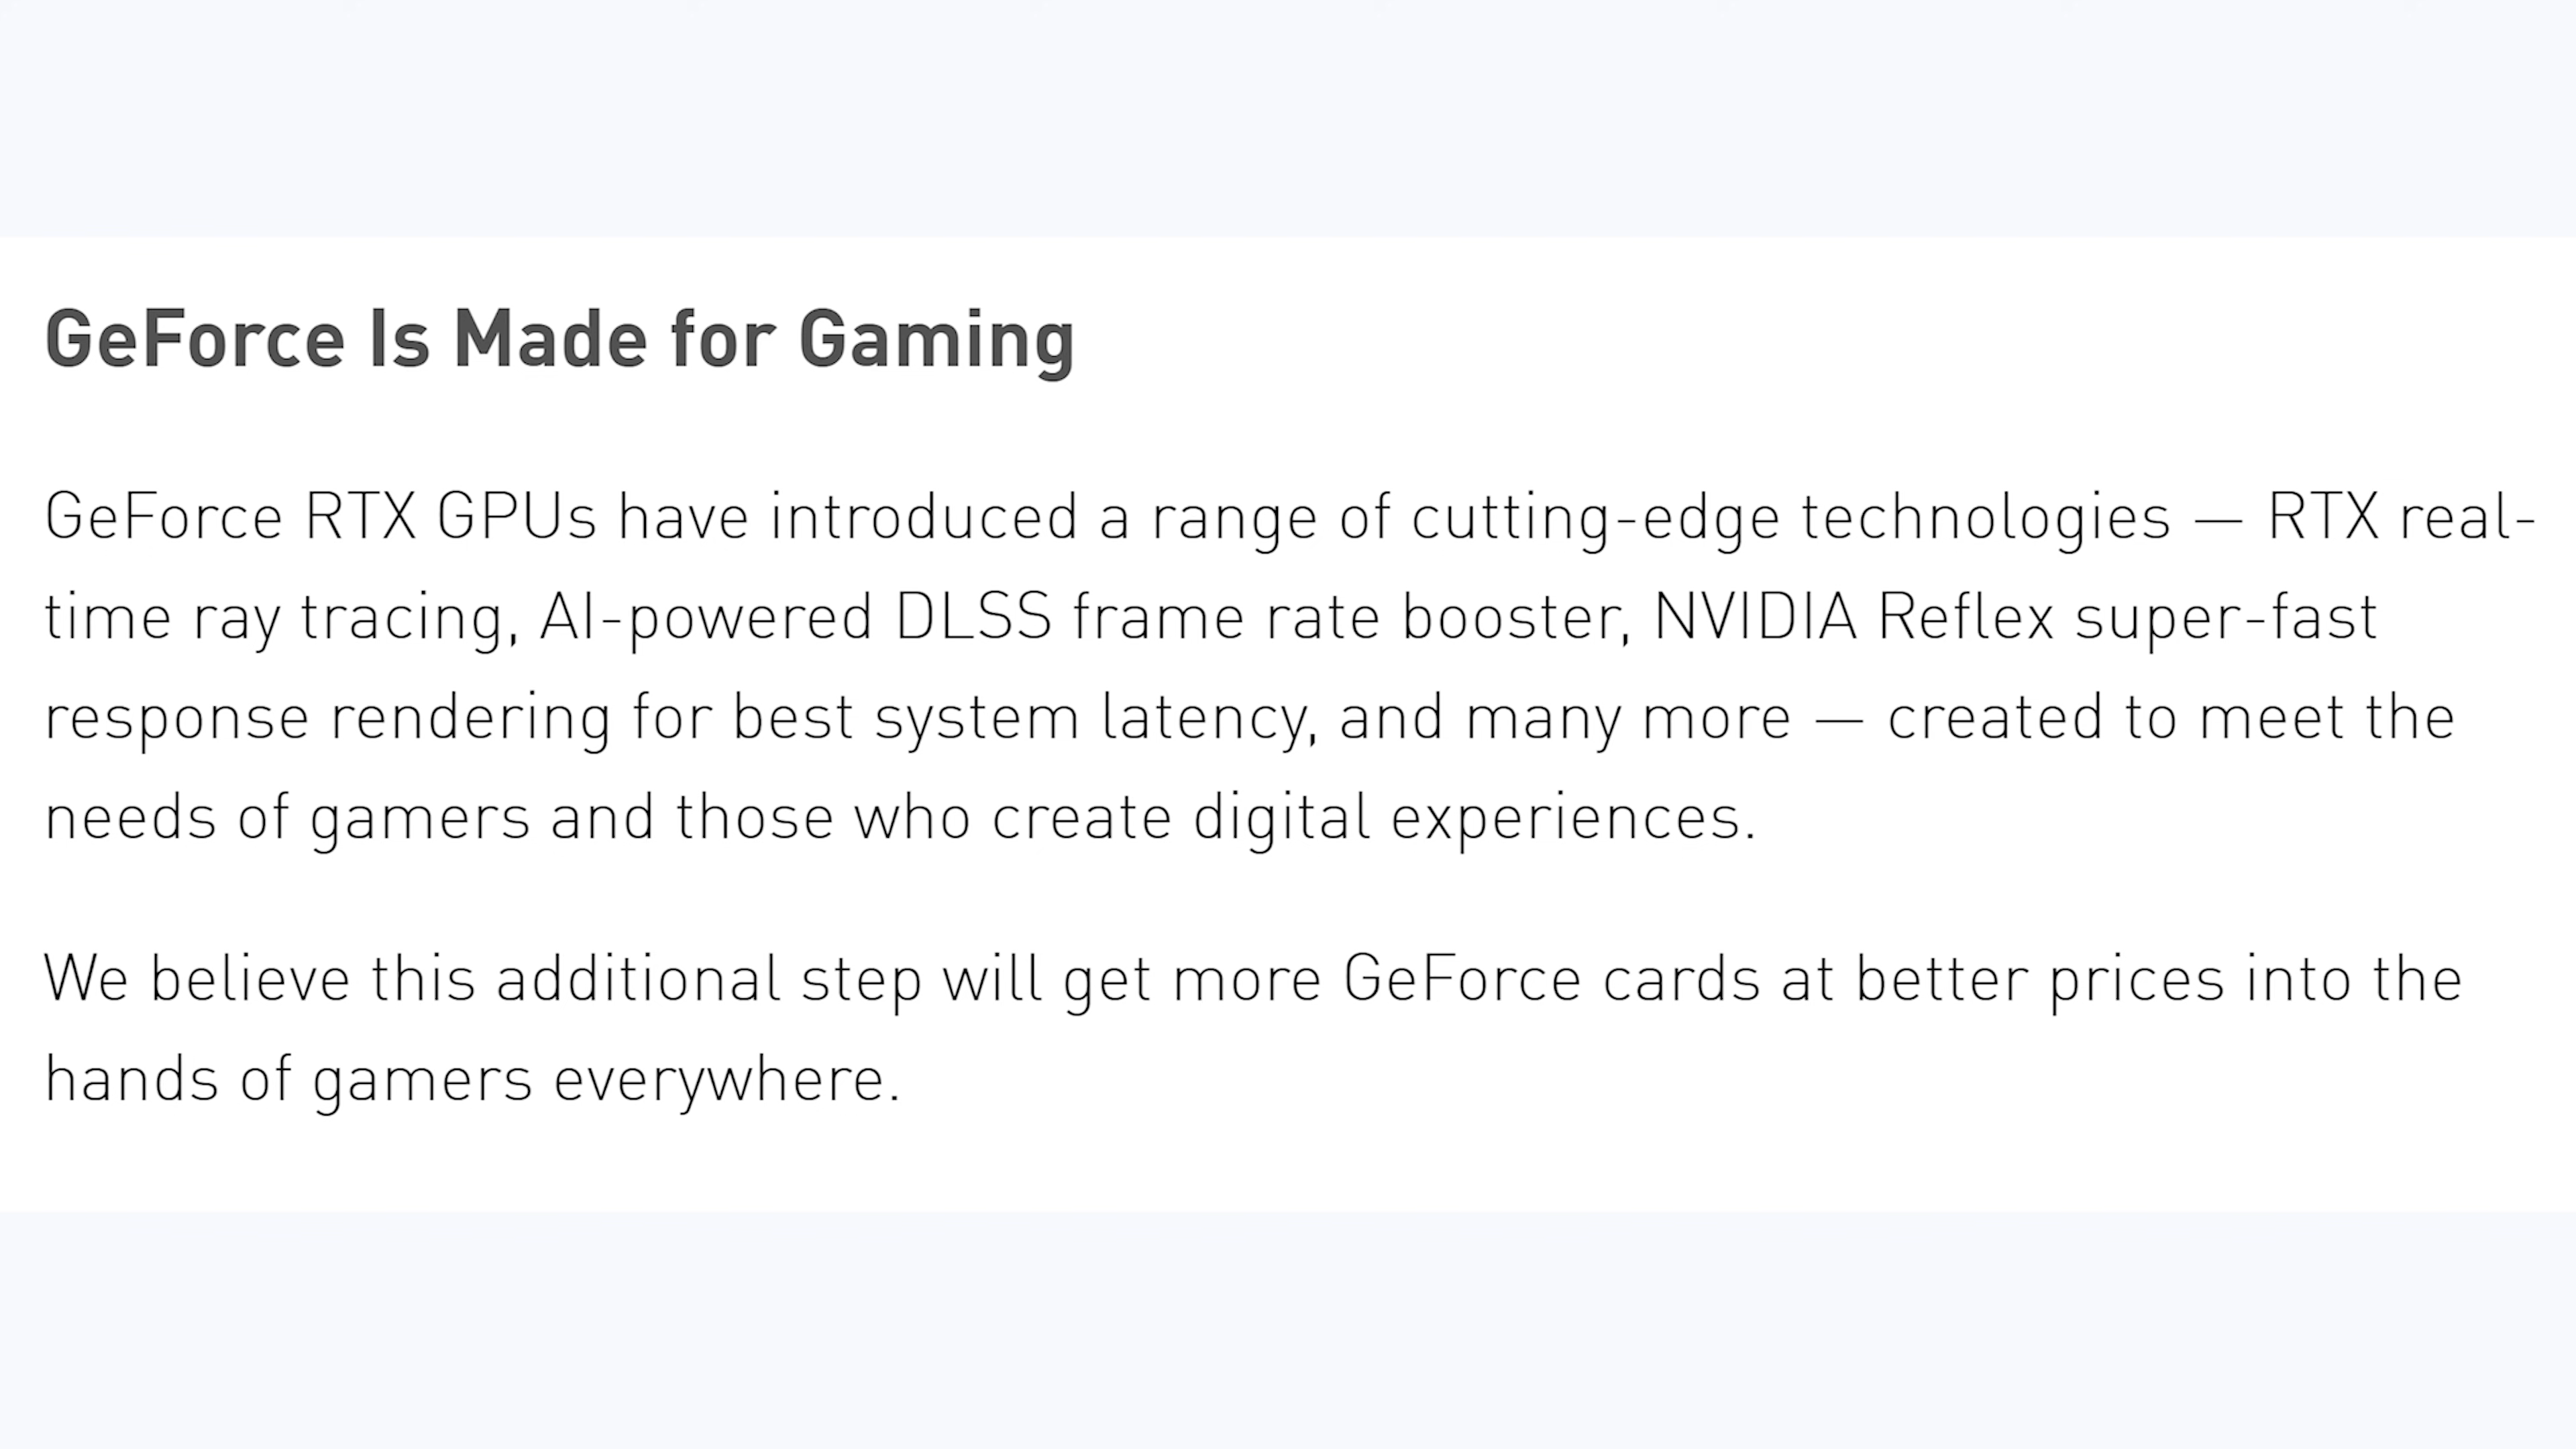 GeForce Is Made for Gaming
GeForce RTX GPUs have introduced a range of cutting-edge technologies — RTX real-
time ray tracing, AI-powered DLSS frame rate booster, NVIDIA Reflex super-fast
response rendering for best system latency, and many more — created to meet the
needs of gamers and those who create digital experiences.
We believe this additional step will get more GeForce cards at better prices into the
hands of gamers everywhere.